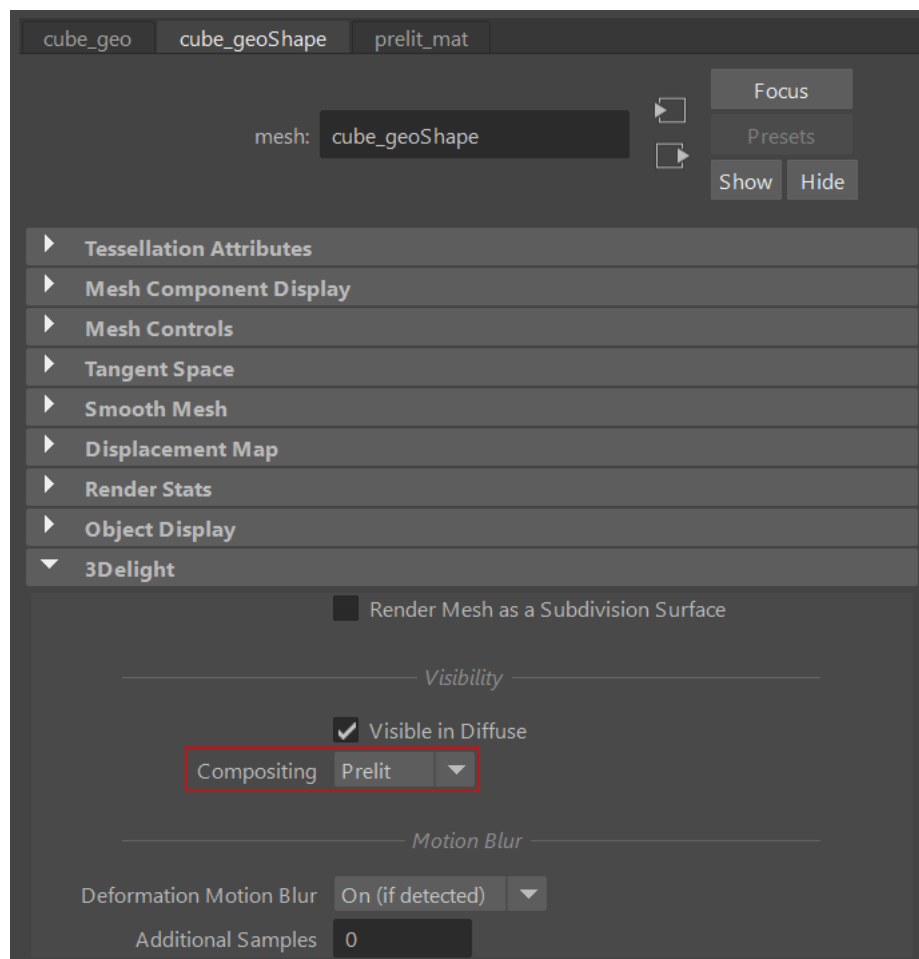 cube_geo cube_geoShape prelit_mat
Focus
mesh: cube_geoShape
Presets
Show Hide
Tessellation Attributes
Mesh Component Display
Mesh Controls
Tangent Space
Smooth Mesh
Displacement Map
Render Stats
Object Display
3Delight
Render Mesh as a Subdivision Surface
Visibility
Visible in Diffuse
Compositing Prelit
Motion Blur
Deformation Motion Blur On (if detected)
Additional Samples 0